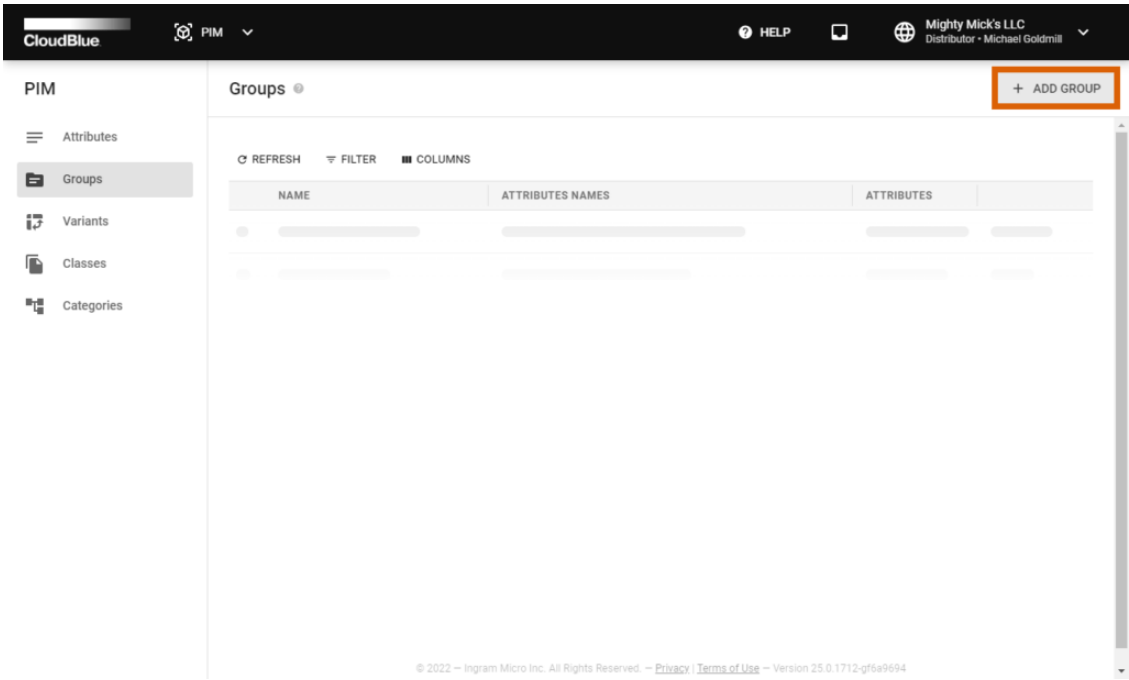 CloudBlue.
PIM
HELP
Mighty Mick's LLC
Distributor • Michael Goldmill
PIM
Groups
+ ADD GROUP
Attributes
Groups
Variants
Classes
Categories
REFRESH FILTER COLUMNS
NAME ATTRIBUTES NAMES ATTRIBUTES
© 2022 — Ingram Micro Inc. All Rights Reserved. — Privacy | Terms of Use — Version 25.0.1712-gf6a9694